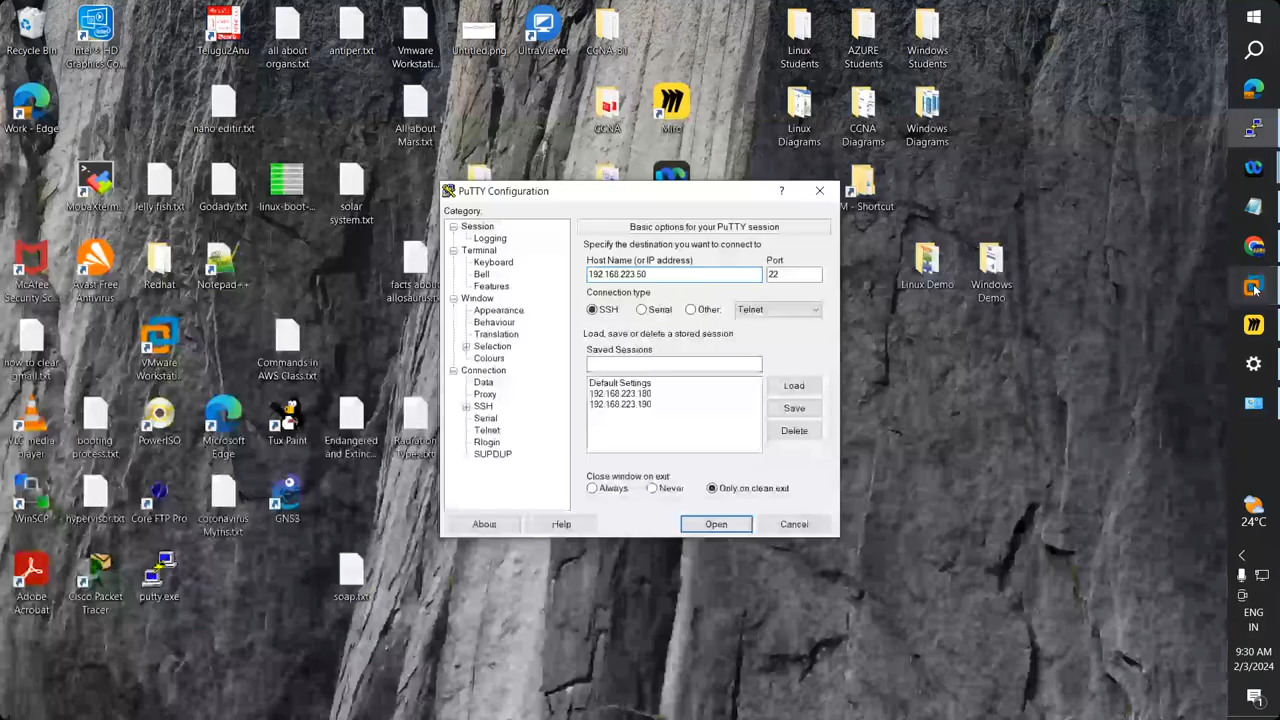 Recycle Bin
Intel® HD
Graphics Co...
Telugu2Anu
all about
organs.txt
antiper.txt
Vmware
Workstati...
Untitled.png
UltraViewer
CCNA-B1
Linux
Students
AZURE
Students
Windows
Students
Work - Edge
nano editir.txt
All about
Mars.txt
CCNA
Miro
Linux
Diagrams
CCNA
Diagrams
Windows
Diagrams
MobaXterm...
Jelly fish.txt
Godady.txt
linux-boot-...
solar
system.txt
M - Shortcut
McAfee
Security Sc...
Avast Free
Antivirus
Redhat
Notepad++
facts about
allosaurus.txt
Linux Demo
Windows
Demo
how to clear
gmail.txt
VMware
Workstati...
Commands in
AWS Class.txt
VLC media
player
booting
process.txt
PowerISO
Microsoft
Edge
Tux Paint
Endangered
and Extinc...
Radiation
Types.txt
WinSCP
hypervisor.txt
Core FTP Pro
coronavirus
Myths.txt
GNS3
Adobe
Acrobat
Cisco Packet
Tracer
putty.exe
soap.txt
PuTTY Configuration
?
Category:
Session
Logging
Terminal
Keyboard
Bell
Features
Window
Appearance
Behaviour
Translation
Selection
Colours
Connection
Data
Proxy
SSH
Serial
Telnet
Rlogin
SUPDUP
Basic options for your PuTTY session
Specify the destination you want to connect to
Host Name (or IP address) Port
192.168.223.50 22
Connection type:
SSH Serial Other: Telnet
Load, save or delete a stored session
Saved Sessions
Default Settings
192.168.223.180
192.168.223.190
Load
Save
Delete
Close window on exit:
Always Never Only on clean exit
About Help Open Cancel
24°C
ENG
IN
9:30 AM
2/3/2024
1